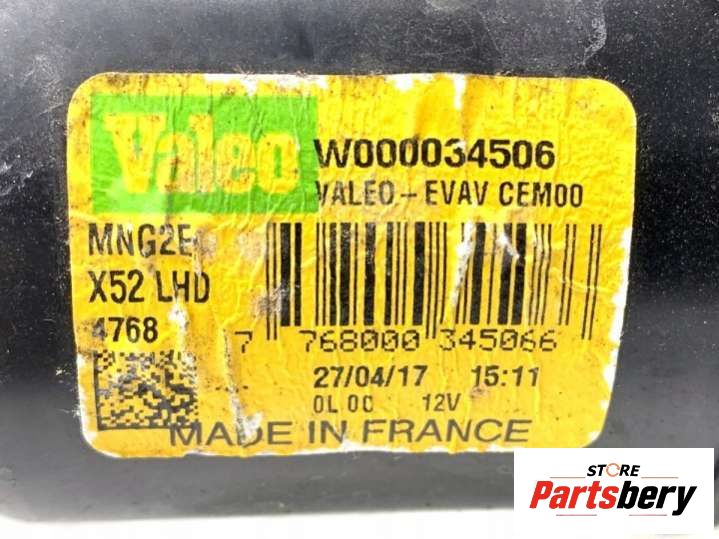 Valeo
W000034506
VALEO-EVAV CEM00
MNG2E
X52 LHD
4768
7 768000 345066
27/04/17 15:11
0L 00 12V
MADE IN FRANCE
STORE
Partsbery